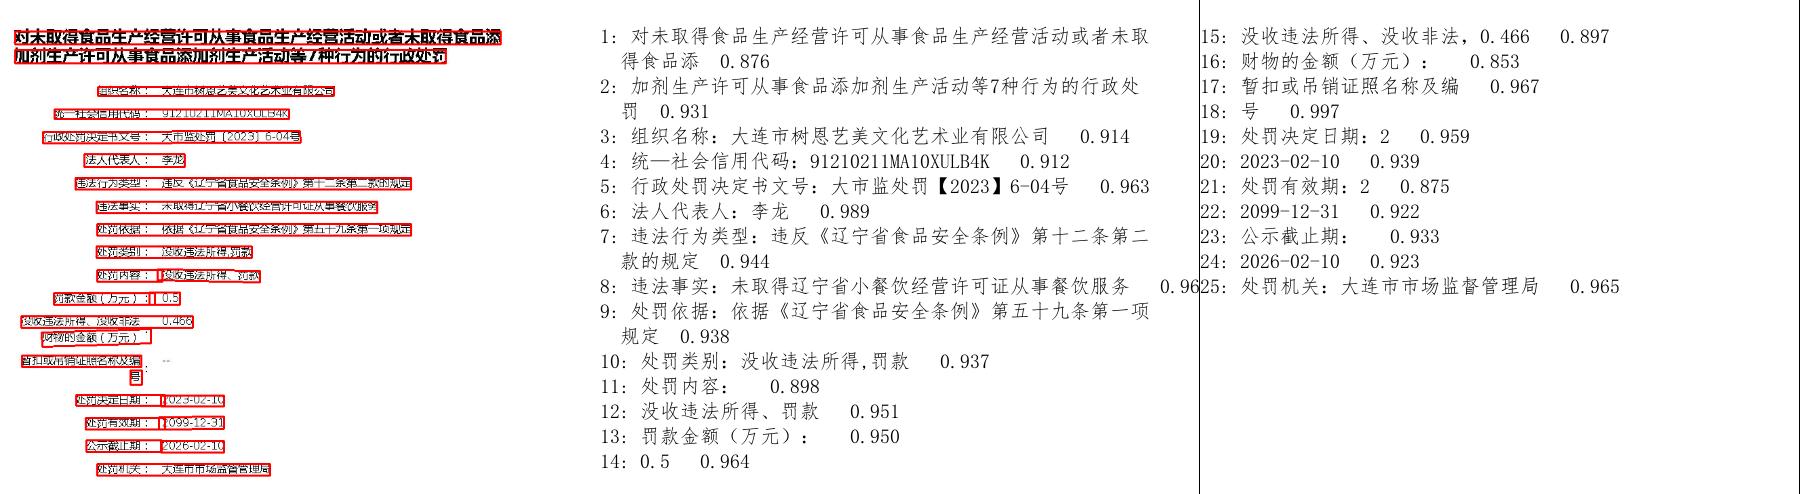 对未取得食品生产经营许可从事食品生产经营活动或者未取得食品添
加剂生产许可从事食品添加剂生产活动等7种行为的行政处罚
组织名称： 大连市树恩艺美文化艺术业有限公司
统一社会信用代码： 91210211MA10XULB4K
行政处罚决定书文号： 大市监处罚〔2023〕6-04号
法人代表人： 李龙
违法行为类型： 违反《辽宁省食品安全条例》第十二条第二款的规定
违法事实： 未取得辽宁省小餐饮经营许可证从事餐饮服务
处罚依据： 依据《辽宁省食品安全条例》第五十九条第一项规定
处罚类别： 没收违法所得,罚款
处罚内容： 没收违法所得、罚款
罚款金额（万元）： 0.5
没收违法所得、没收非法 0.466
财物的金额（万元）：
暂扣或吊销证照名称及编 --
号：
处罚决定日期： 2023-02-10
处罚有效期： 2099-12-31
公示截止期： 2026-02-10
处罚机关： 大连市市场监督管理局
1: 对未取得食品生产经营许可从事食品生产经营活动或者未取
得食品添 0.876
2: 加剂生产许可从事食品添加剂生产活动等7种行为的行政处
罚 0.931
3: 组织名称: 大连市树恩艺美文化艺术业有限公司 0.914
4: 统一社会信用代码: 91210211MA10XULB4K 0.912
5: 行政处罚决定书文号: 大市监处罚【2023】6-04号 0.963
6: 法人代表人: 李龙 0.989
7: 违法行为类型: 违反《辽宁省食品安全条例》第十二条第二
款的规定 0.944
8: 违法事实: 未取得辽宁省小餐饮经营许可证从事餐饮服务 0.96
9: 处罚依据: 依据《辽宁省食品安全条例》第五十九条第一项
规定 0.938
10: 处罚类别: 没收违法所得,罚款 0.937
11: 处罚内容: 0.898
12: 没收违法所得、罚款 0.951
13: 罚款金额（万元）: 0.950
14: 0.5 0.964
15: 没收违法所得、没收非法, 0.466 0.897
16: 财物的金额（万元）: 0.853
17: 暂扣或吊销证照名称及编 0.967
18: 号 0.997
19: 处罚决定日期: 2 0.959
20: 2023-02-10 0.939
21: 处罚有效期: 2 0.875
22: 2099-12-31 0.922
23: 公示截止期: 0.933
24: 2026-02-10 0.923
25: 处罚机关: 大连市市场监督管理局 0.965